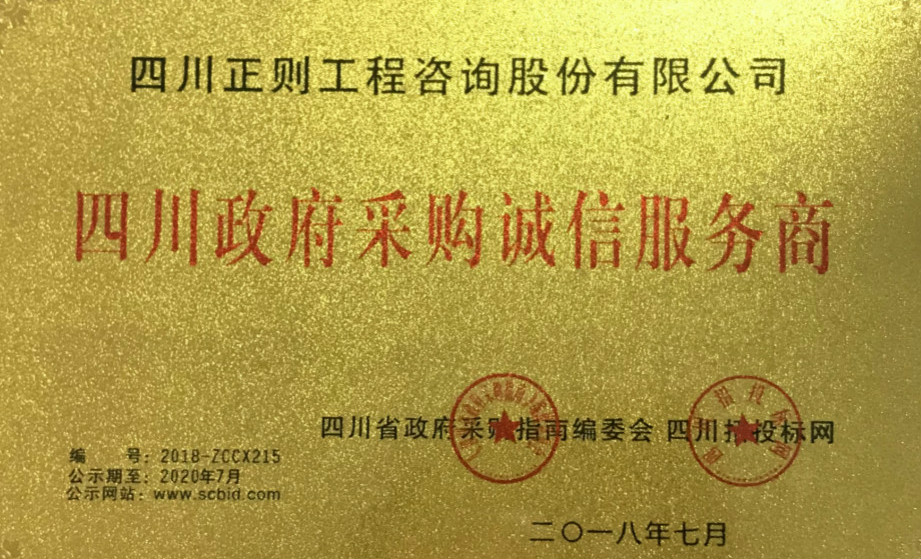 四川正则工程咨询股份有限公司
四川政府采购诚信服务商
四川省政府采购指南编委会 四川招投标网
编 号: 2018-ZCCX215
公示期至: 2020年7月
公示网站: www.scbid.com
二〇一八年七月